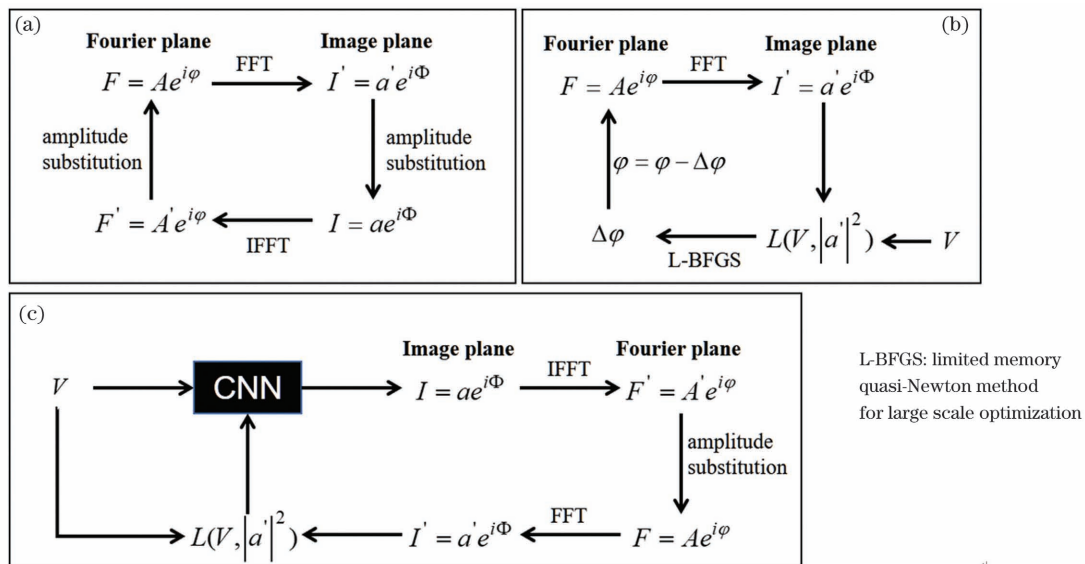 (a)
Fourier plane
Image plane
F = Ae^{iφ}
FFT
I' = a'e^{iΦ}
amplitude
substitution
amplitude
substitution
F' = A'e^{iφ}
IFFT
I = ae^{iΦ}
(b)
Fourier plane
Image plane
F = Ae^{iφ}
FFT
I' = a'e^{iΦ}
φ = φ − Δφ
Δφ
L-BFGS
L(V,|a'|²)
V
(c)
Image plane
Fourier plane
V
CNN
I = ae^{iΦ}
IFFT
F' = A'e^{iφ}
amplitude
substitution
L(V,|a'|²)
I' = a'e^{iΦ}
FFT
F = Ae^{iφ}
L-BFGS: limited memory
quasi-Newton method
for large scale optimization